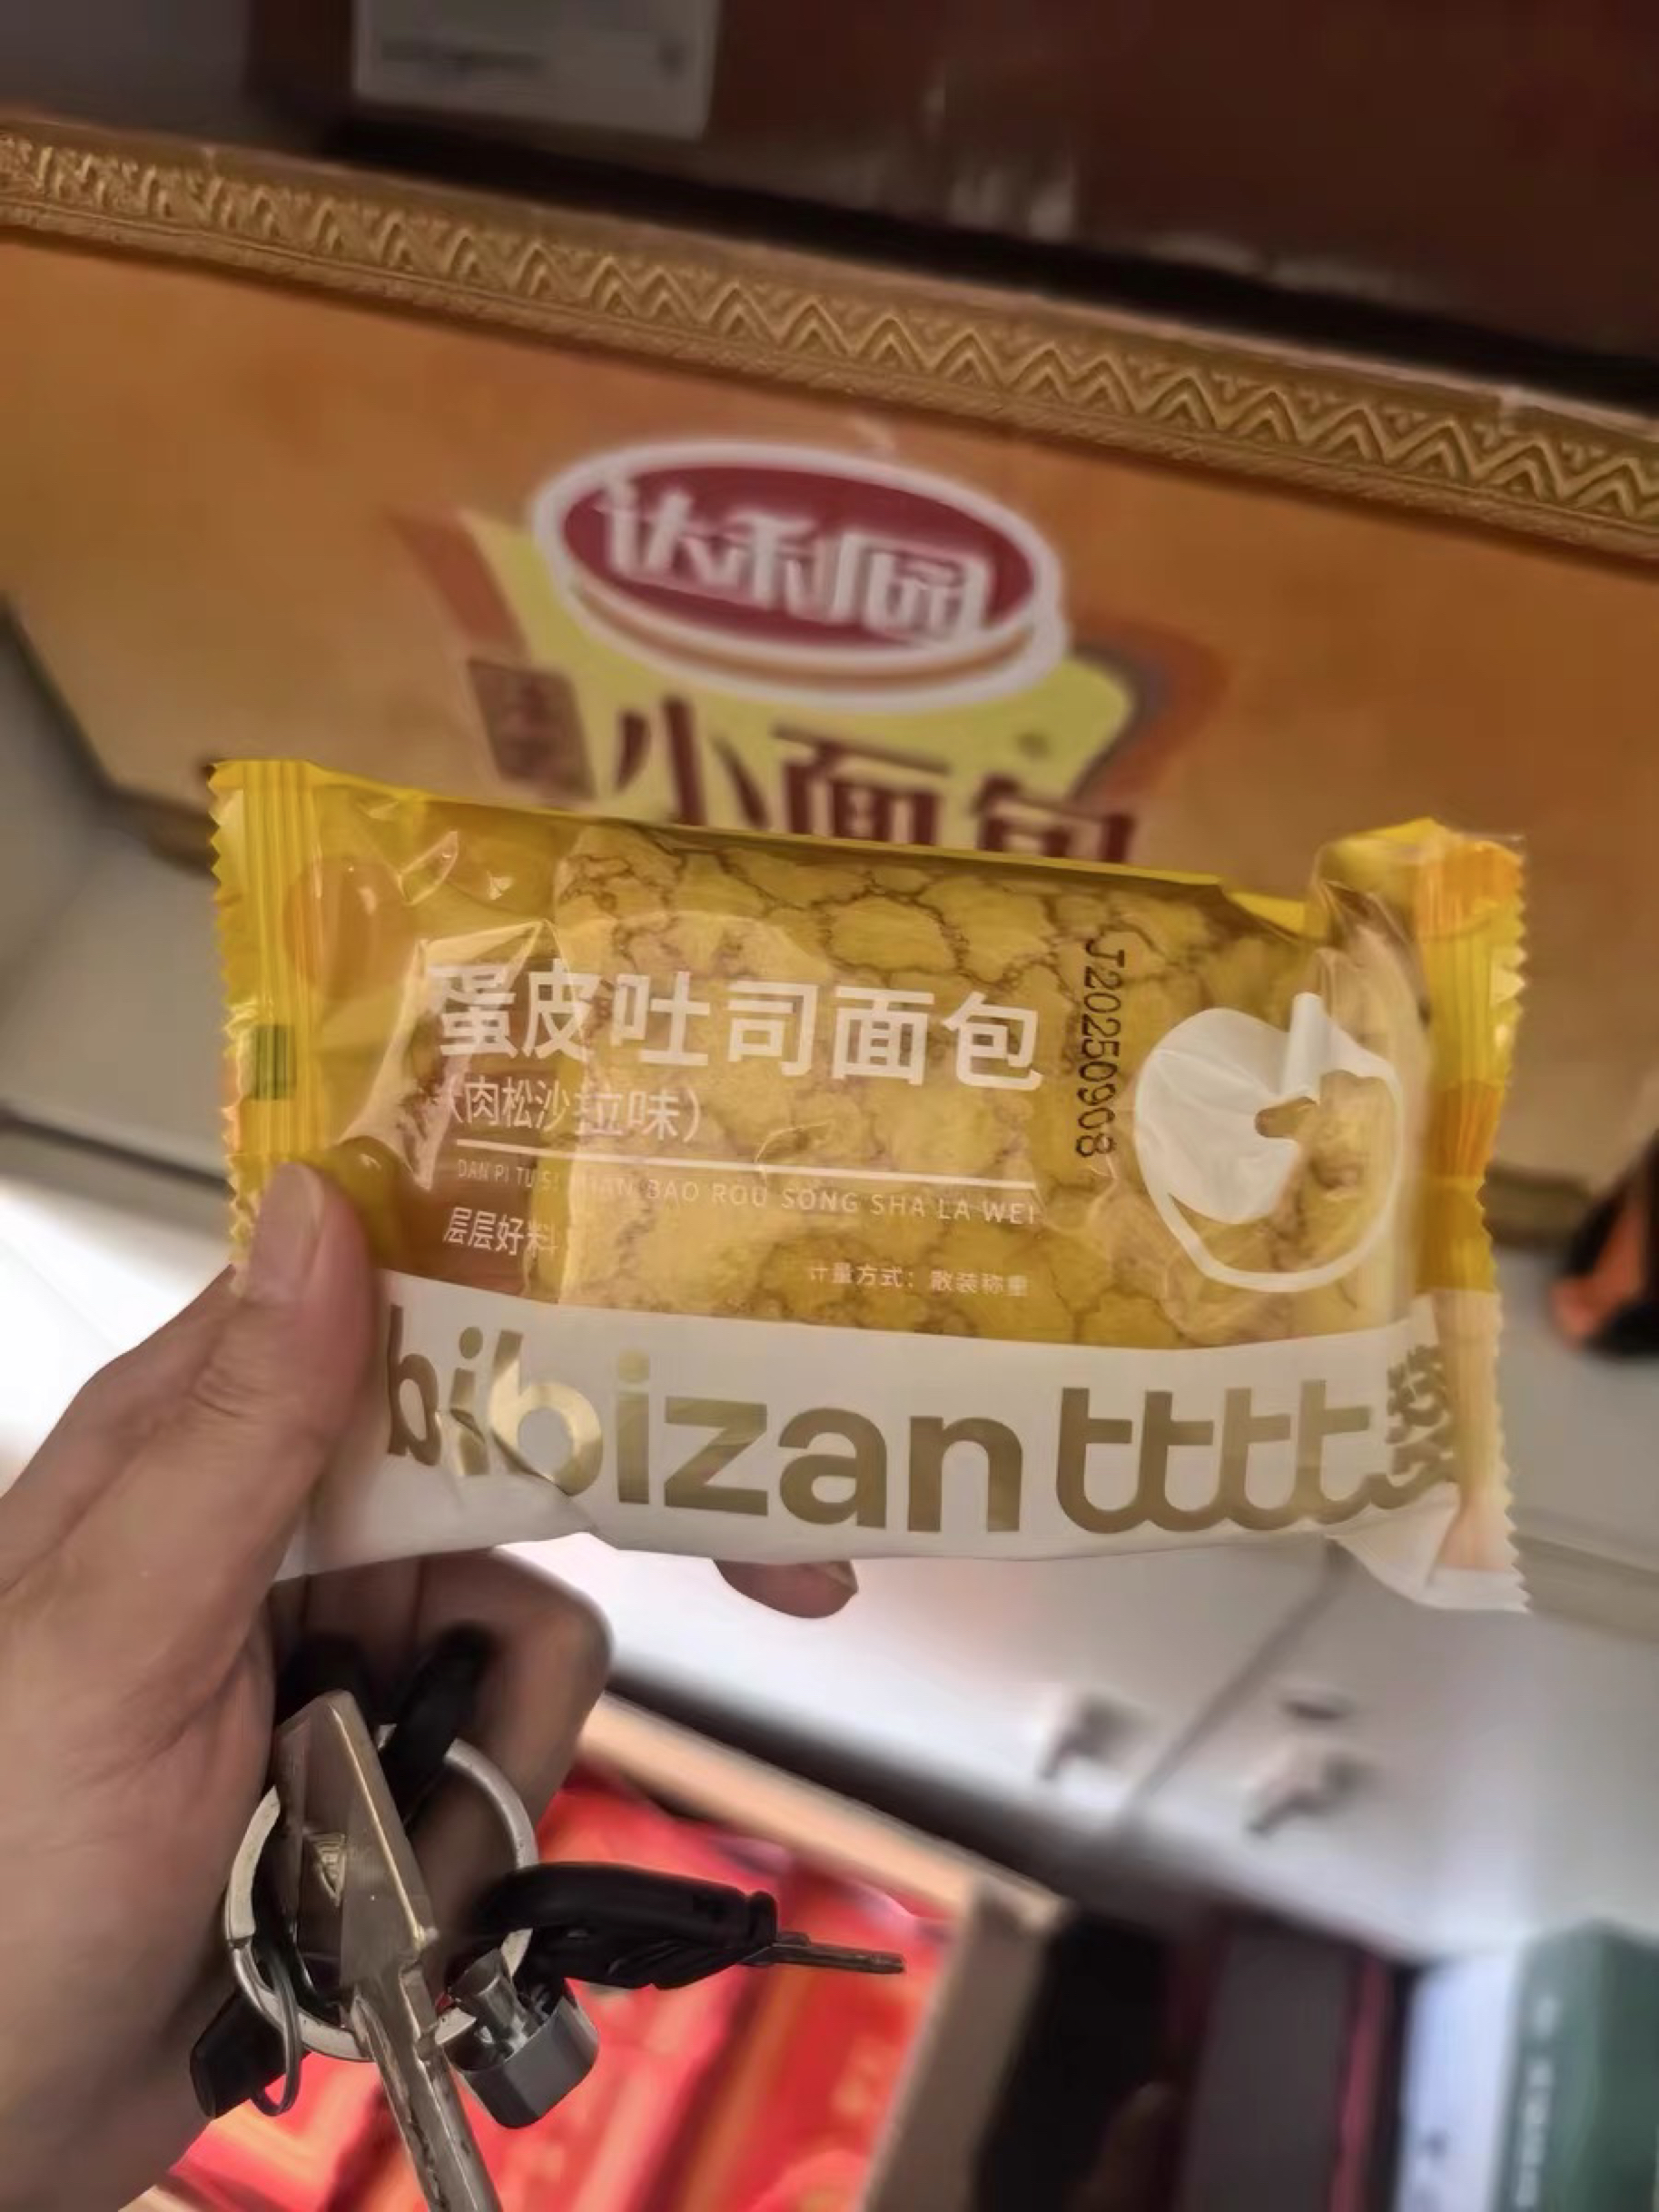 达利园
小面包
蛋皮吐司面包
(肉松沙拉味)
J20250908
DAN PI TU SI MIAN BAO ROU SONG SHA LA WEI
层层好料
计量方式：散装称重
bibizan tttt